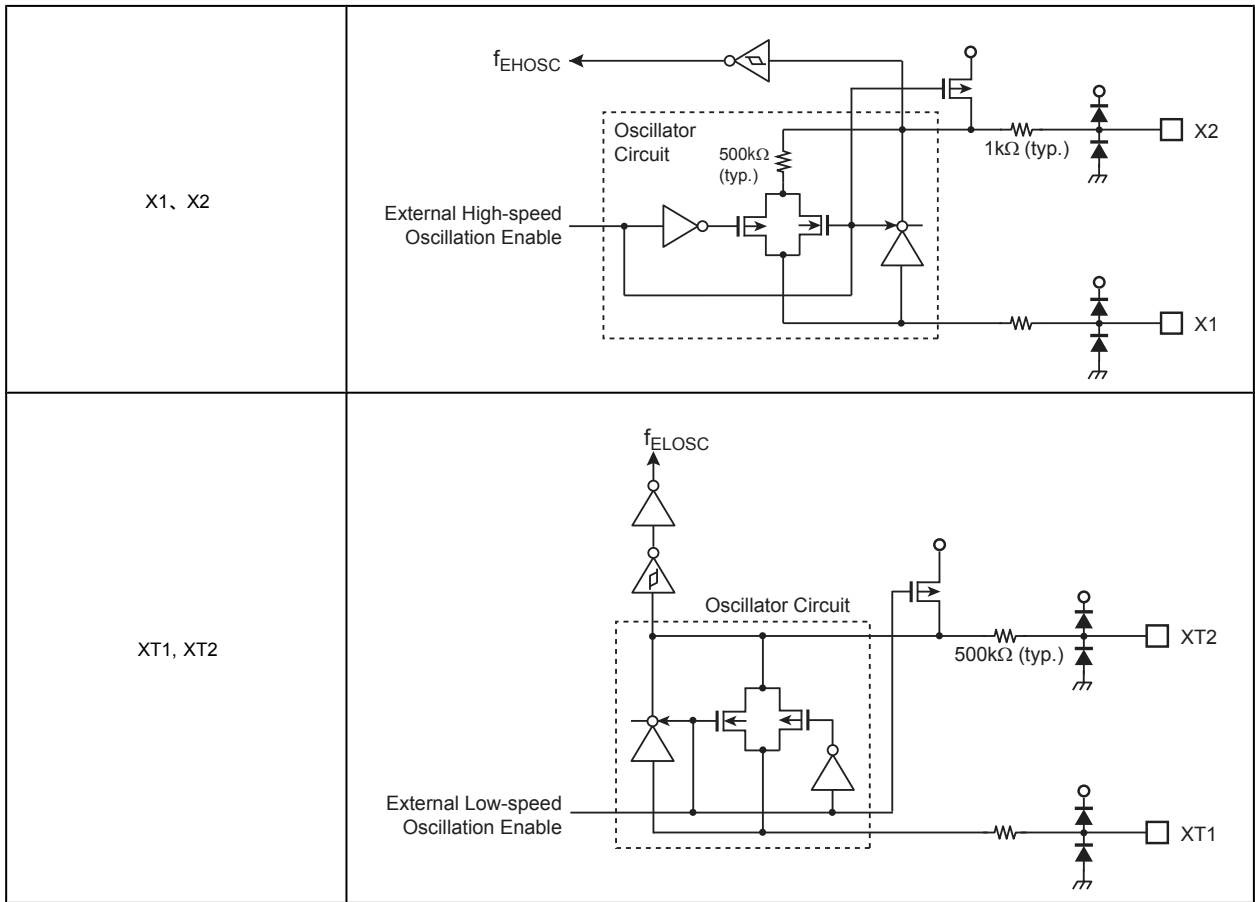 X1、X2
fEHOSC
Oscillator
Circuit
500kΩ
(typ.)
1kΩ (typ.)
X2
External High-speed
Oscillation Enable
X1
XT1, XT2
fELOSC
Oscillator Circuit
500kΩ (typ.)
XT2
External Low-speed
Oscillation Enable
XT1